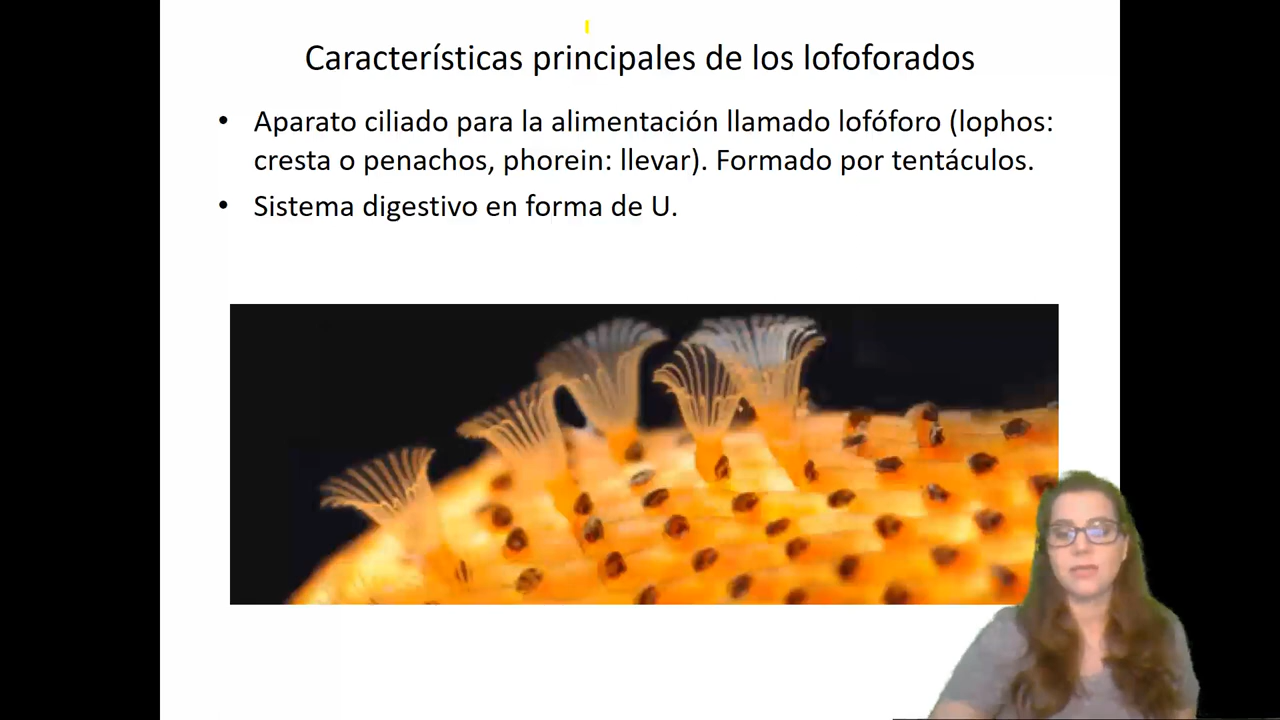 Características principales de los lofoforados
• Aparato ciliado para la alimentación llamado lofóforo (lophos:
cresta o penachos, phorein: llevar). Formado por tentáculos.
• Sistema digestivo en forma de U.